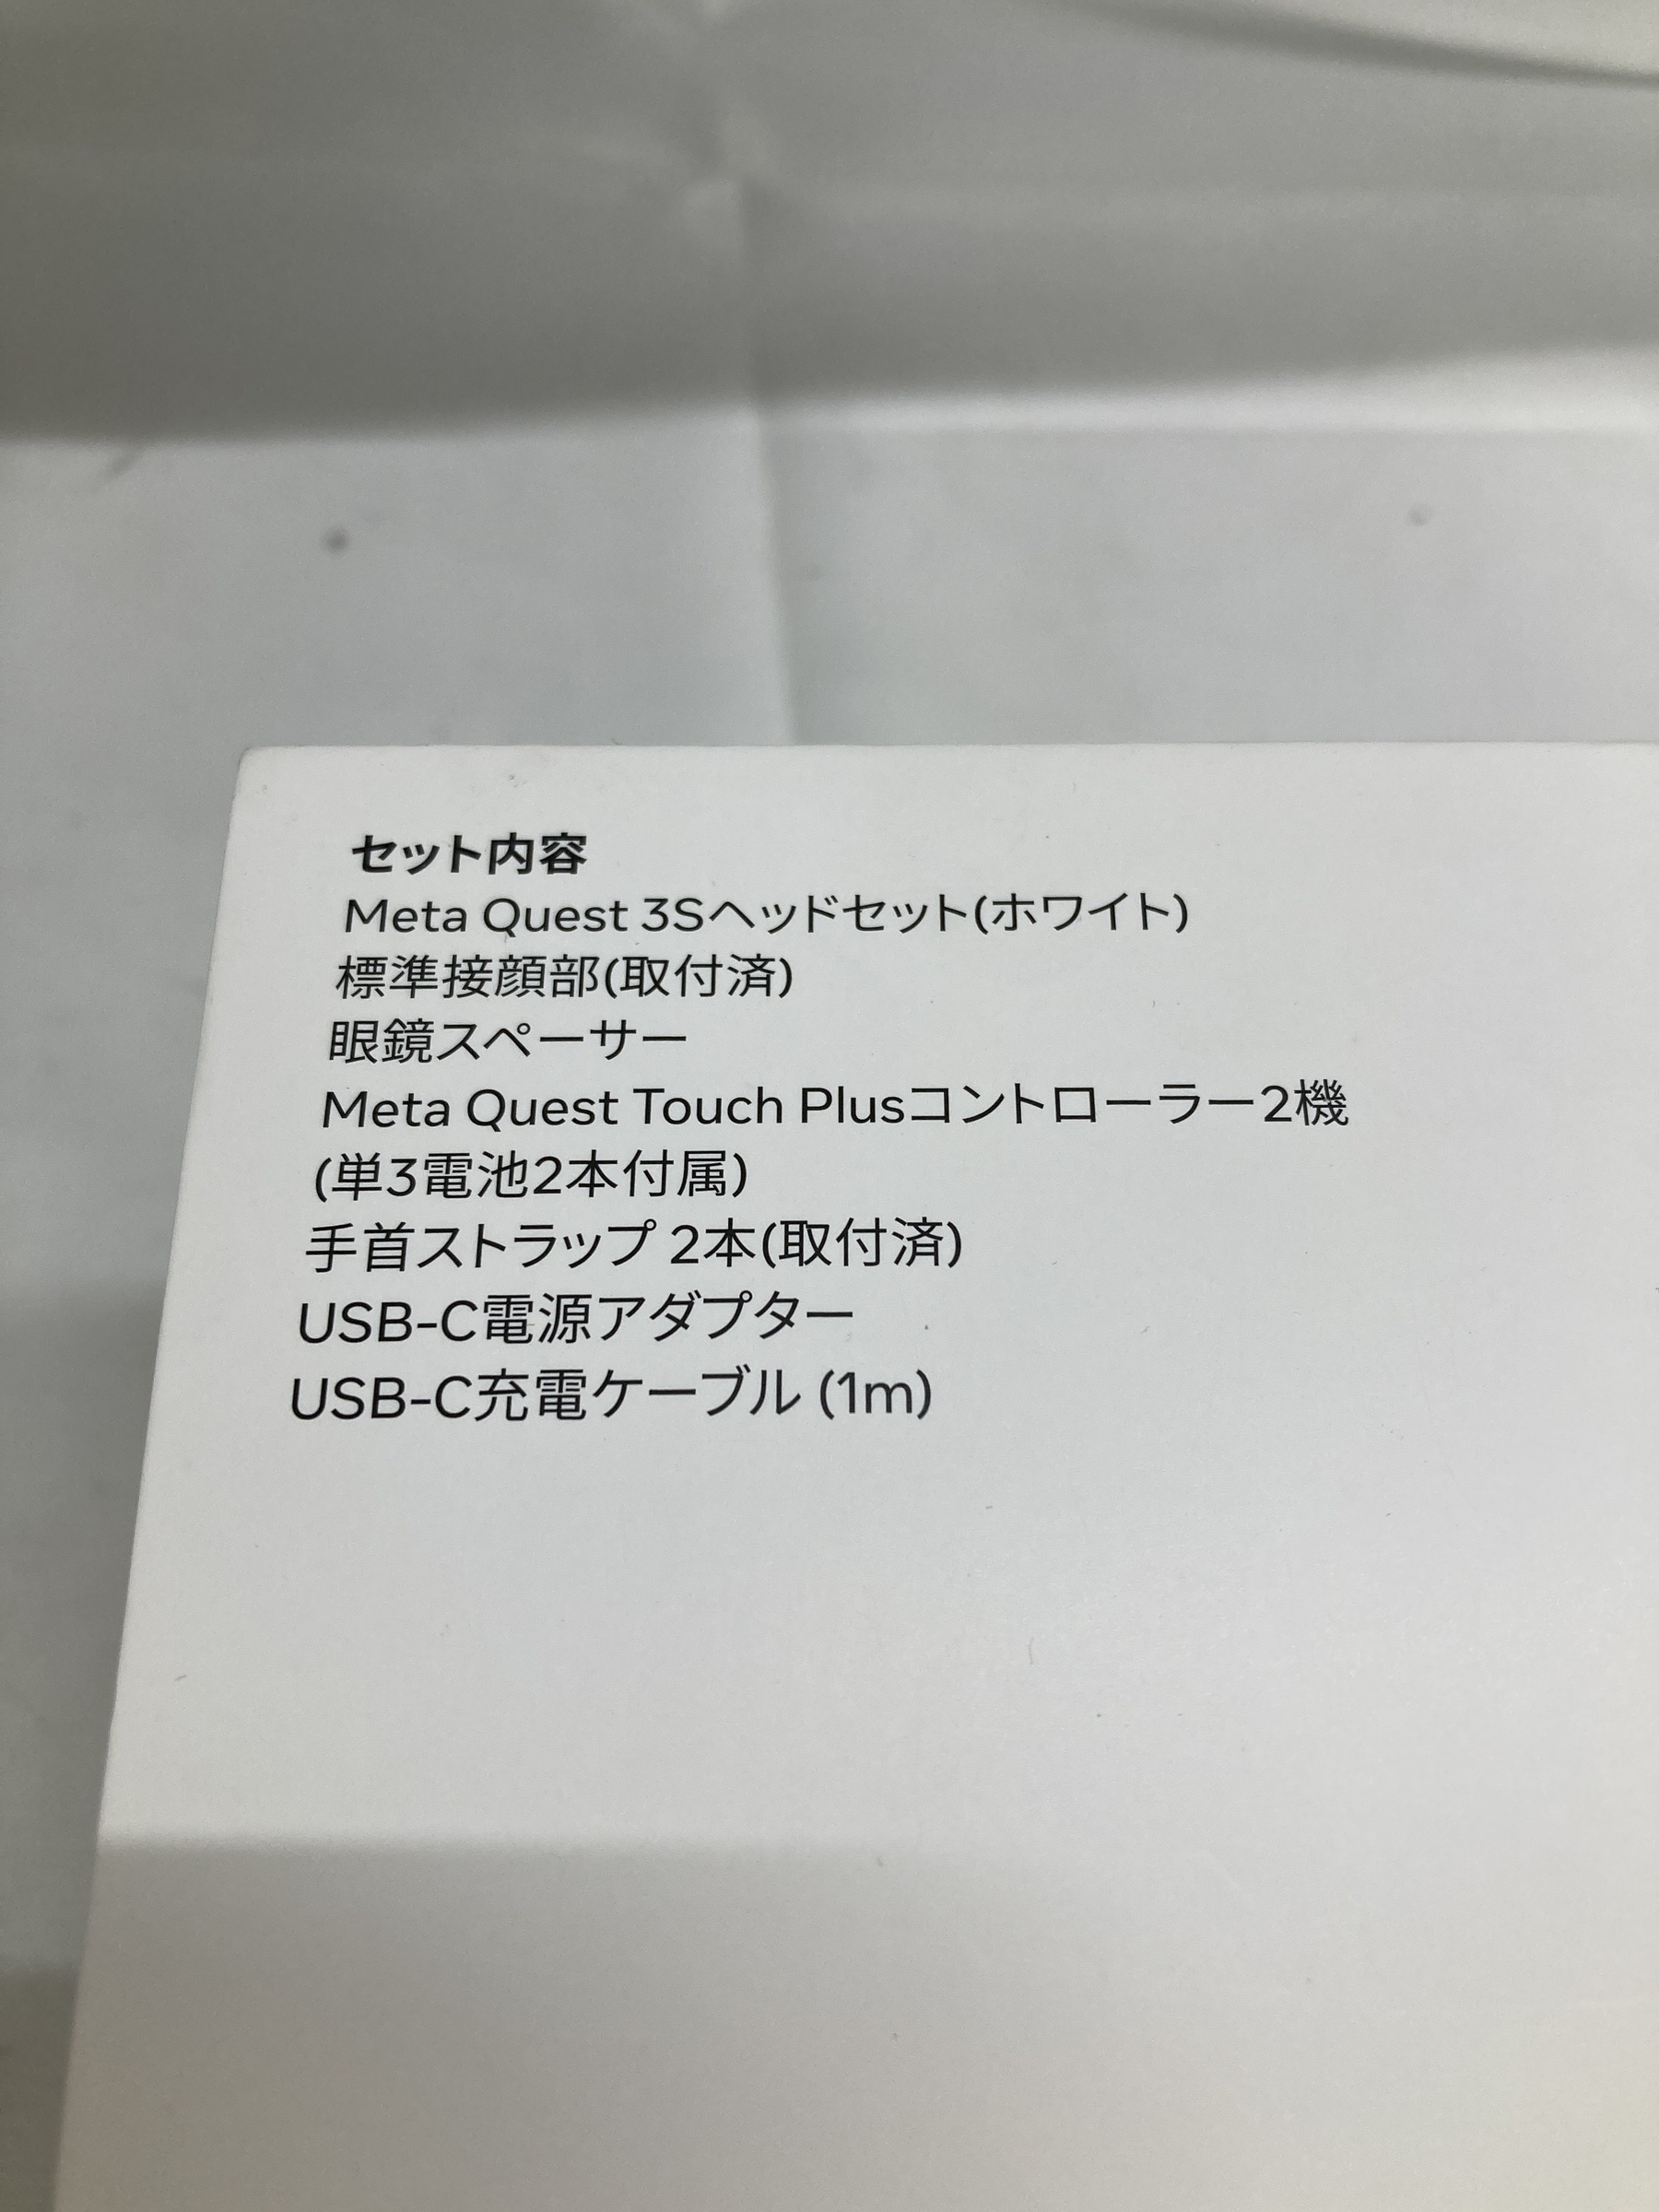 セット内容
Meta Quest 3Sヘッドセット(ホワイト)
標準接顔部(取付済)
眼鏡スペーサー
Meta Quest Touch Plusコントローラー2機
(単3電池2本付属)
手首ストラップ 2本(取付済)
USB-C電源アダプター
USB-C充電ケーブル (1m)